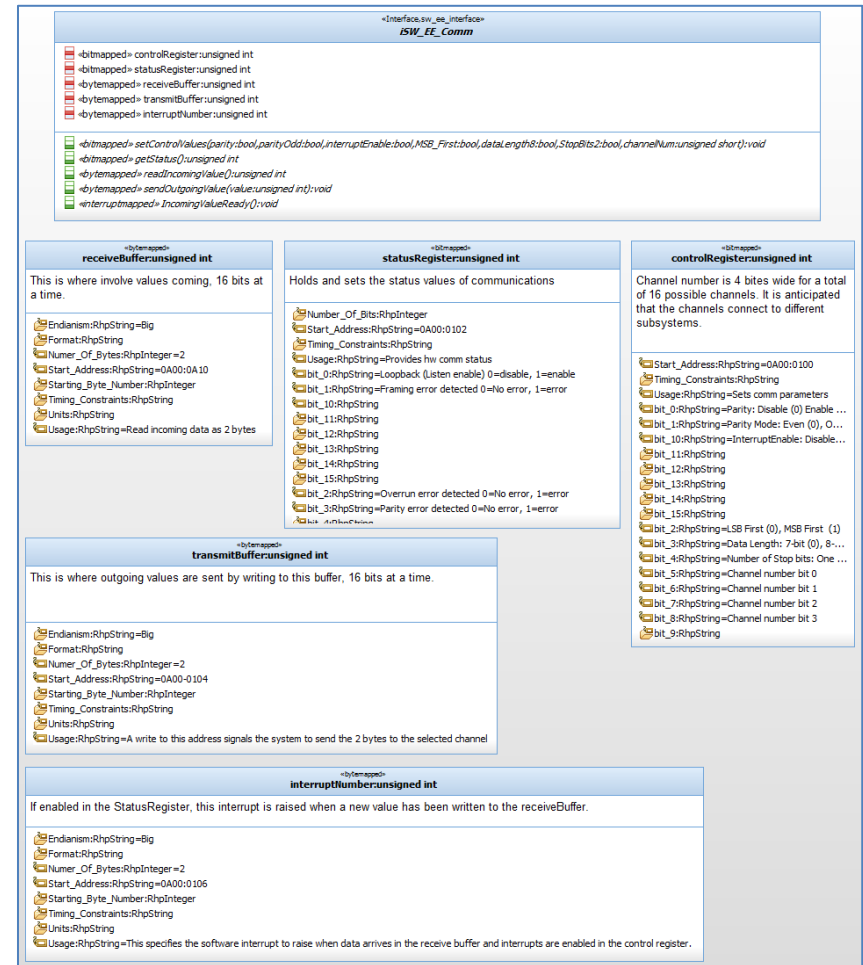 «Interface,sw_ee_interface»
iSW_EE_Comm
«bitmapped» controlRegister:unsigned int
«bitmapped» statusRegister:unsigned int
«bytemapped» receiveBuffer:unsigned int
«bytemapped» transmitBuffer:unsigned int
«bytemapped» interruptNumber:unsigned int
«bitmapped» setControlValues(parity:bool,parityOdd:bool,interruptEnable:bool,MSB_First:bool,dataLength8:bool,StopBits2:bool,channelNum:unsigned short):void
«bitmapped» getStatus():unsigned int
«bytemapped» readIncomingValue():unsigned int
«bytemapped» sendOutgoingValue(value:unsigned int):void
«interruptmapped» IncomingValueReady():void
«bytemapped»
receiveBuffer:unsigned int
This is where involve values coming, 16 bits at
a time.
Endianism:RhpString=Big
Format:RhpString
Numer_Of_Bytes:RhpInteger=2
Start_Address:RhpString=0A00:0A10
Starting_Byte_Number:RhpInteger
Timing_Constraints:RhpString
Units:RhpString
Usage:RhpString=Read incoming data as 2 bytes
«bitmapped»
statusRegister:unsigned int
Holds and sets the status values of communications
Number_Of_Bits:RhpInteger
Start_Address:RhpString=0A00:0102
Timing_Constraints:RhpString
Usage:RhpString=Provides hw comm status
bit_0:RhpString=Loopback (Listen enable) 0=disable, 1=enable
bit_1:RhpString=Framing error detected 0=No error, 1=error
bit_10:RhpString
bit_11:RhpString
bit_12:RhpString
bit_13:RhpString
bit_14:RhpString
bit_15:RhpString
bit_2:RhpString=Overrun error detected 0=No error, 1=error
bit_3:RhpString=Parity error detected 0=No error, 1=error
bit_4:RhpString
«bitmapped»
controlRegister:unsigned int
Channel number is 4 bites wide for a total
of 16 possible channels. It is anticipated
that the channels connect to different
subsystems.
Start_Address:RhpString=0A00:0100
Timing_Constraints:RhpString
Usage:RhpString=Sets comm parameters
bit_0:RhpString=Parity: Disable (0) Enable ...
bit_1:RhpString=Parity Mode: Even (0), O...
bit_10:RhpString=InterruptEnable: Disable...
bit_11:RhpString
bit_12:RhpString
bit_13:RhpString
bit_14:RhpString
bit_15:RhpString
bit_2:RhpString=LSB First (0), MSB First (1)
bit_3:RhpString=Data Length: 7-bit (0), 8-...
bit_4:RhpString=Number of Stop bits: One ...
bit_5:RhpString=Channel number bit 0
bit_6:RhpString=Channel number bit 1
bit_7:RhpString=Channel number bit 2
bit_8:RhpString=Channel number bit 3
bit_9:RhpString
«bytemapped»
transmitBuffer:unsigned int
This is where outgoing values are sent by writing to this buffer, 16 bits at a time.
Endianism:RhpString=Big
Format:RhpString
Numer_Of_Bytes:RhpInteger=2
Start_Address:RhpString=0A00-0104
Starting_Byte_Number:RhpInteger
Timing_Constraints:RhpString
Units:RhpString
Usage:RhpString=A write to this address signals the system to send the 2 bytes to the selected channel
«bytemapped»
interruptNumber:unsigned int
If enabled in the StatusRegister, this interrupt is raised when a new value has been written to the receiveBuffer.
Endianism:RhpString=Big
Format:RhpString
Numer_Of_Bytes:RhpInteger=2
Start_Address:RhpString=0A00:0106
Starting_Byte_Number:RhpInteger
Timing_Constraints:RhpString
Units:RhpString
Usage:RhpString=This specifies the software interrupt to raise when data arrives in the receive buffer and interrupts are enabled in the control register.